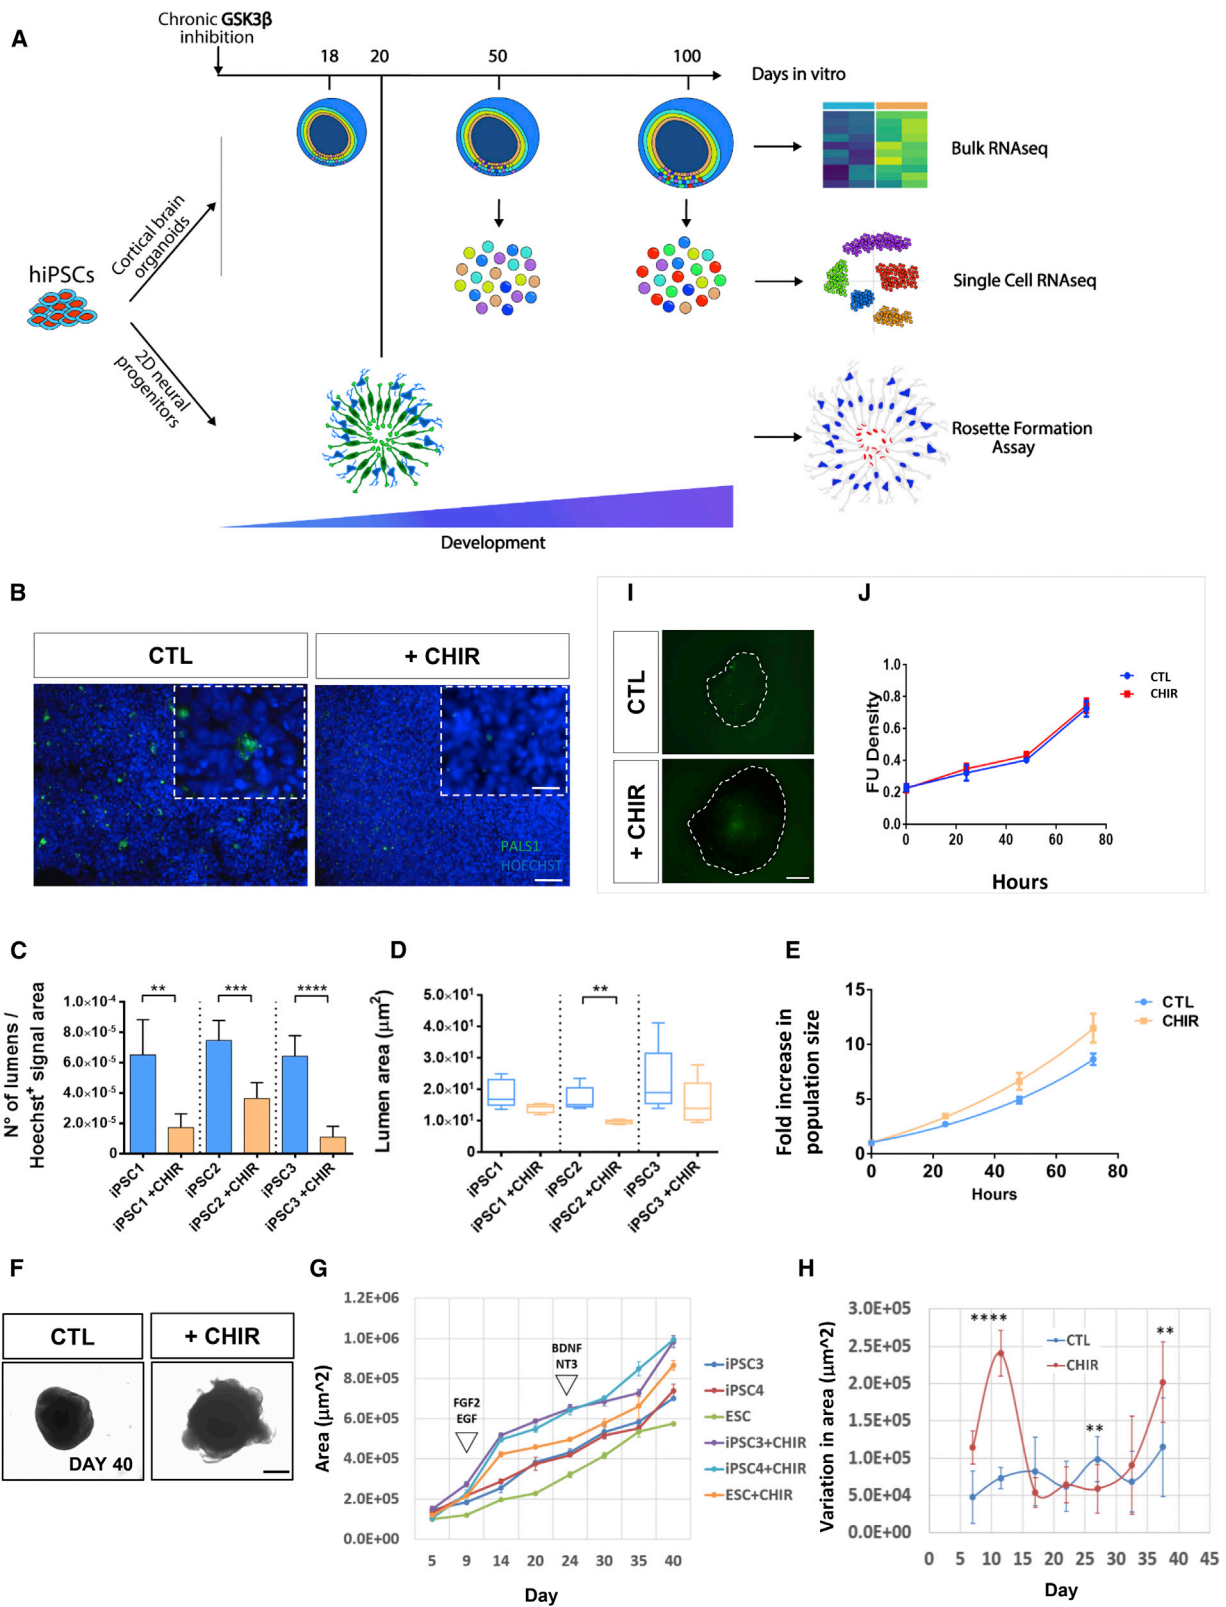 A
Chronic GSK3β
inhibition
18
20
50
100
Days in vitro
Bulk RNAseq
Cortical brain
organoids
hiPSCs
Single Cell RNAseq
2D neural
progenitors
Rosette Formation
Assay
Development
B
CTL
+ CHIR
PALS1
HOECHST
I
CTL
+ CHIR
J
FU Density
1.0
0.8
0.6
0.4
0.2
0.0
0 20 40 60 80
Hours
CTL
CHIR
C
N° of lumens /
Hoechst+ signal area
1.0×10-4
8.0×10-5
6.0×10-5
4.0×10-5
2.0×10-5
0
**
***
****
iPSC1
iPSC1 +CHIR
iPSC2
iPSC2 +CHIR
iPSC3
iPSC3 +CHIR
D
Lumen area (μm2)
5.0×101
4.0×101
3.0×101
2.0×101
1.0×101
0
**
iPSC1
iPSC1 +CHIR
iPSC2
iPSC2 +CHIR
iPSC3
iPSC3 +CHIR
E
Fold increase in
population size
15
10
5
0
0 20 40 60 80
Hours
CTL
CHIR
F
CTL
+ CHIR
DAY 40
G
Area (μm^2)
1.2E+06
1.0E+06
8.0E+05
6.0E+05
4.0E+05
2.0E+05
0.0E+00
FGF2
EGF
BDNF
NT3
5 9 14 20 24 30 35 40
Day
iPSC3
iPSC4
ESC
iPSC3+CHIR
iPSC4+CHIR
ESC+CHIR
H
Variation in area (μm^2)
3.0E+05
2.5E+05
2.0E+05
1.5E+05
1.0E+05
5.0E+04
0.0E+00
****
**
**
CTL
CHIR
0 5 10 15 20 25 30 35 40 45
Day